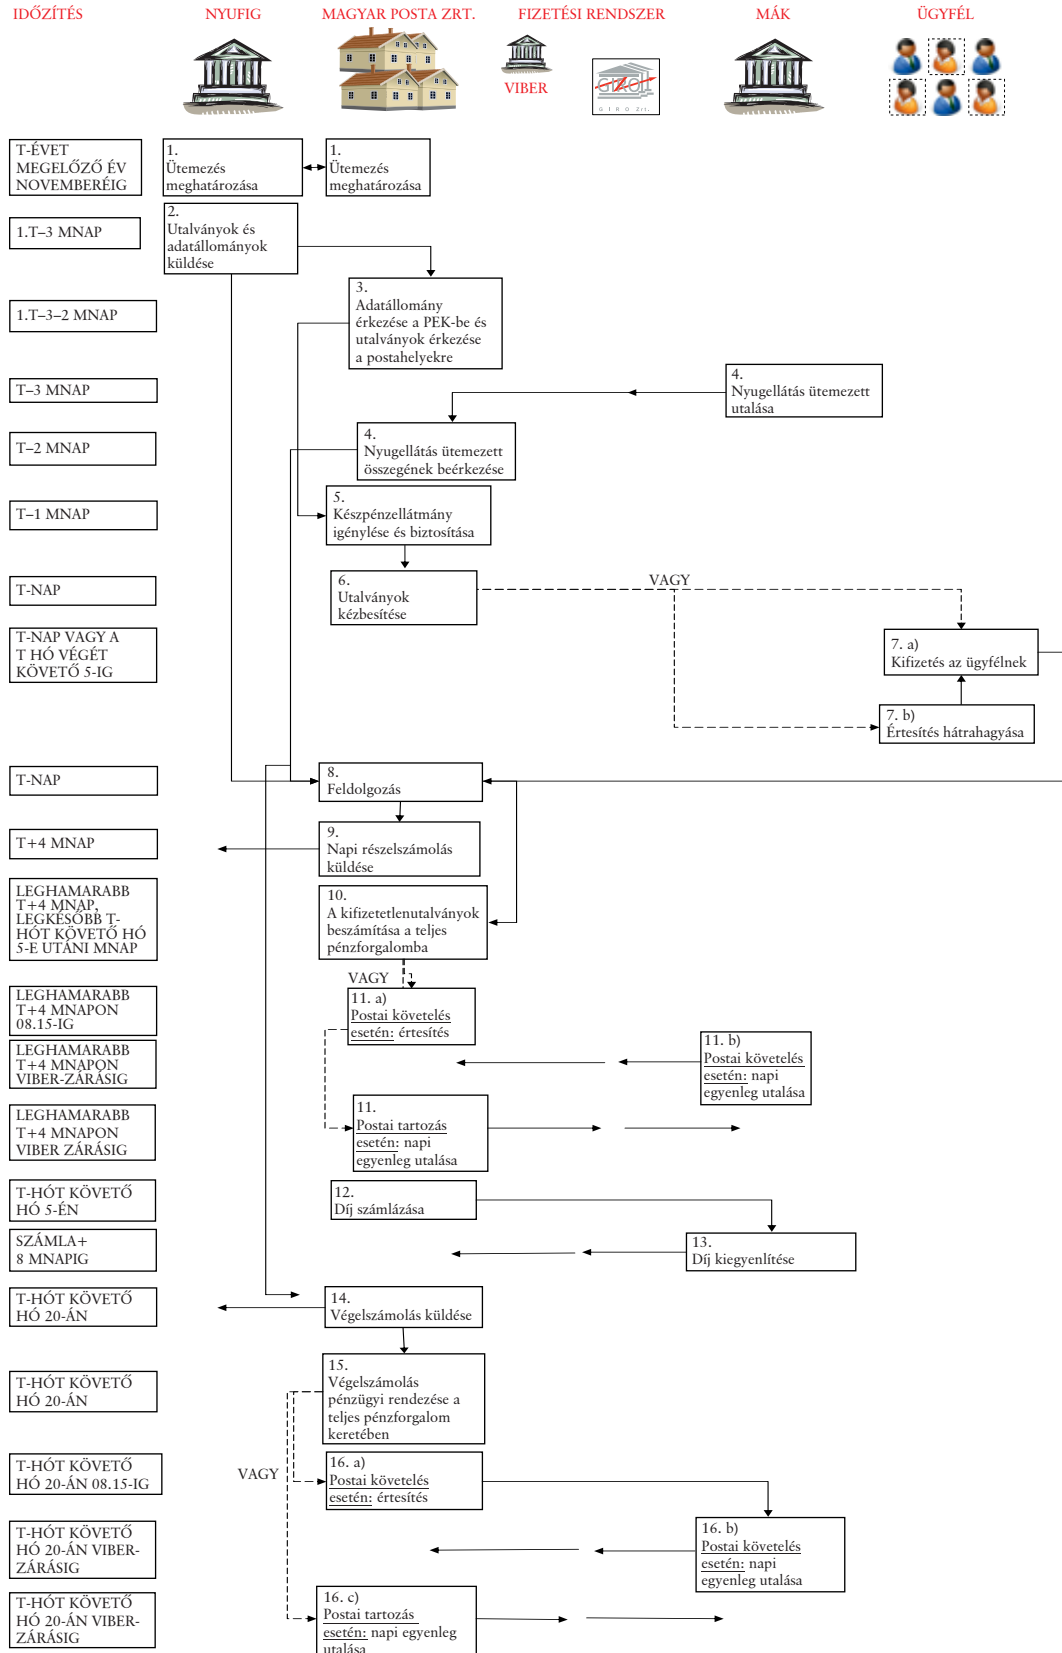 IDŐZÍTÉS
NYUFIG
MAGYAR POSTA ZRT.
FIZETÉSI RENDSZER
MÁK
ÜGYFÉL
VIBER
GIRO
G I R O Zrt.
T-ÉVET
MEGELŐZŐ ÉV
NOVEMBERÉIG
1.
Ütemezés
meghatározása
1.
Ütemezés
meghatározása
1.T–3 MNAP
2.
Utalványok és
adatállományok
küldése
1.T–3–2 MNAP
3.
Adatállomány
érkezése a PEK-be és
utalványok érkezése
a postahelyekre
T–3 MNAP
4.
Nyugellátás ütemezett
utalása
T–2 MNAP
4.
Nyugellátás ütemezett
összegének beérkezése
T–1 MNAP
5.
Készpénzellátmány
igénylése és biztosítása
T-NAP
6.
Utalványok
kézbesítése
VAGY
T-NAP VAGY A
T HÓ VÉGÉT
KÖVETŐ 5-IG
7. a)
Kifizetés az ügyfélnek
7. b)
Értesítés hátrahagyása
T-NAP
8.
Feldolgozás
T+4 MNAP
9.
Napi részelszámolás
küldése
LEGHAMARABB
T+4 MNAP,
LEGKÉSŐBB T-
HÓT KÖVETŐ HÓ
5-E UTÁNI MNAP
10.
A kifizetetlenutalványok
beszámítása a teljes
pénzforgalomba
VAGY
LEGHAMARABB
T+4 MNAPON
08.15-IG
11. a)
Postai követelés
esetén: értesítés
LEGHAMARABB
T+4 MNAPON
VIBER-ZÁRÁSIG
11. b)
Postai követelés
esetén: napi
egyenleg utalása
LEGHAMARABB
T+4 MNAPON
VIBER ZÁRÁSIG
11.
Postai tartozás
esetén: napi
egyenleg utalása
T-HÓT KÖVETŐ
HÓ 5-ÉN
12.
Díj számlázása
SZÁMLA+
8 MNAPIG
13.
Díj kiegyenlítése
T-HÓT KÖVETŐ
HÓ 20-ÁN
14.
Végelszámolás küldése
T-HÓT KÖVETŐ
HÓ 20-ÁN
15.
Végelszámolás
pénzügyi rendezése a
teljes pénzforgalom
keretében
VAGY
T-HÓT KÖVETŐ
HÓ 20-ÁN 08.15-IG
16. a)
Postai követelés
esetén: értesítés
T-HÓT KÖVETŐ
HÓ 20-ÁN VIBER-
ZÁRÁSIG
16. b)
Postai követelés
esetén: napi
egyenleg utalása
T-HÓT KÖVETŐ
HÓ 20-ÁN VIBER-
ZÁRÁSIG
16. c)
Postai tartozás
esetén: napi egyenleg
utalása